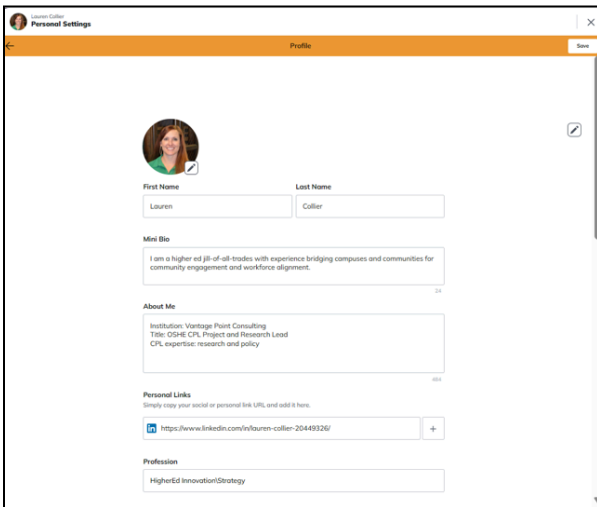 Lauren Collier
Personal Settings
Profile
Save
First Name
Last Name
Lauren
Collier
Mini Bio
I am a higher ed jill-of-all-trades with experience bridging campuses and communities for
community engagement and workforce alignment.
24
About Me
Institution: Vantage Point Consulting
Title: OSHE CPL Project and Research Lead
CPL expertise: research and policy
Personal Links
Simply copy your social or personal link URL and add it here.
https://www.linkedin.com/in/lauren-collier-20449326/
Profession
HigherEd Innovation\Strategy